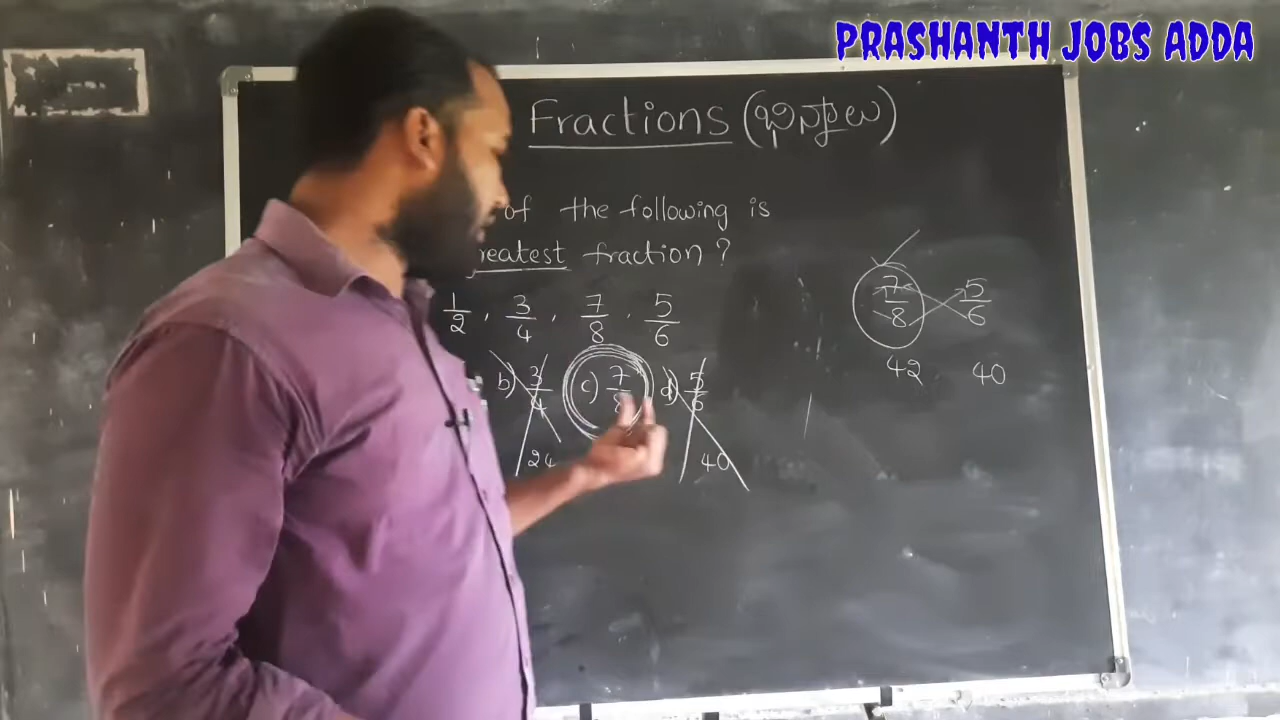 PRASHANTH JOBS ADDA
Fractions (భిన్నాలు)
of the following is
reatest fraction ?
1/2 , 3/4 , 7/8 , 5/6
b) 3/4 c) 7/8 d) 5/6
24 40
7/8 5/6
42 40